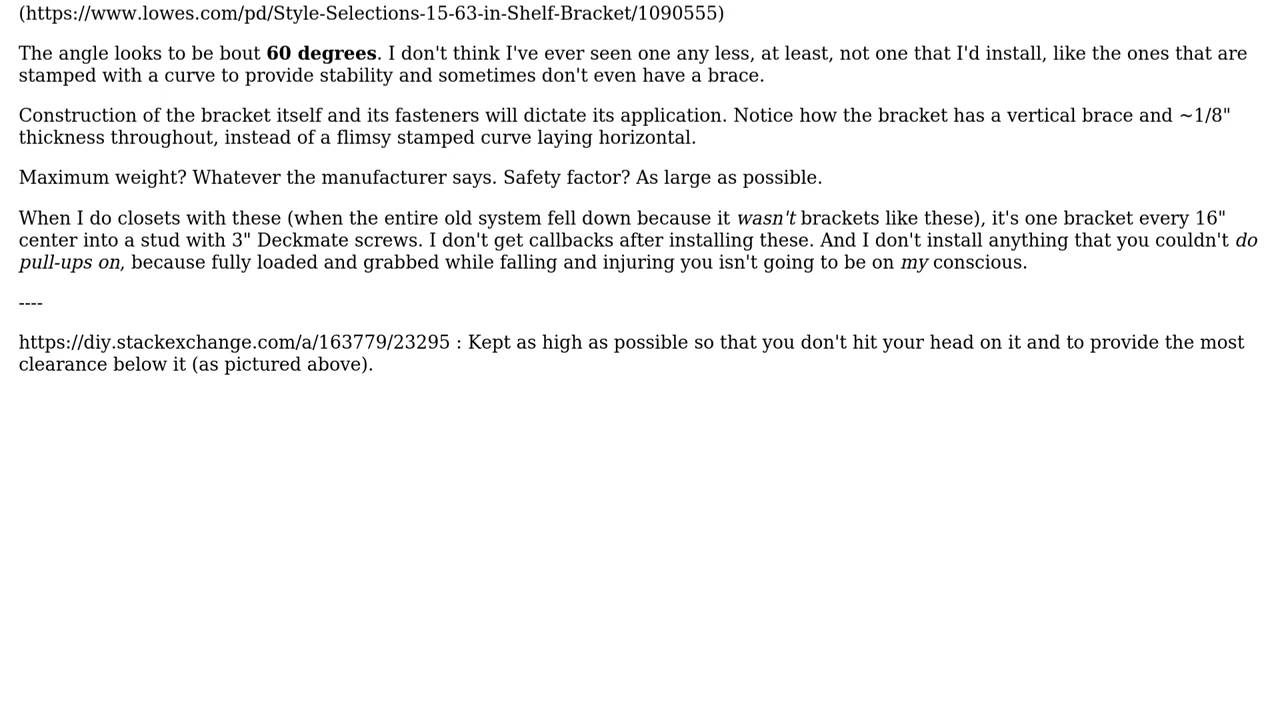 (https://www.lowes.com/pd/Style-Selections-15-63-in-Shelf-Bracket/1090555)
The angle looks to be bout 60 degrees. I don't think I've ever seen one any less, at least, not one that I'd install, like the ones that are
stamped with a curve to provide stability and sometimes don't even have a brace.
Construction of the bracket itself and its fasteners will dictate its application. Notice how the bracket has a vertical brace and ~1/8"
thickness throughout, instead of a flimsy stamped curve laying horizontal.
Maximum weight? Whatever the manufacturer says. Safety factor? As large as possible.
When I do closets with these (when the entire old system fell down because it wasn't brackets like these), it's one bracket every 16"
center into a stud with 3" Deckmate screws. I don't get callbacks after installing these. And I don't install anything that you couldn't do
pull-ups on, because fully loaded and grabbed while falling and injuring you isn't going to be on my conscious.
----
https://diy.stackexchange.com/a/163779/23295 : Kept as high as possible so that you don't hit your head on it and to provide the most
clearance below it (as pictured above).